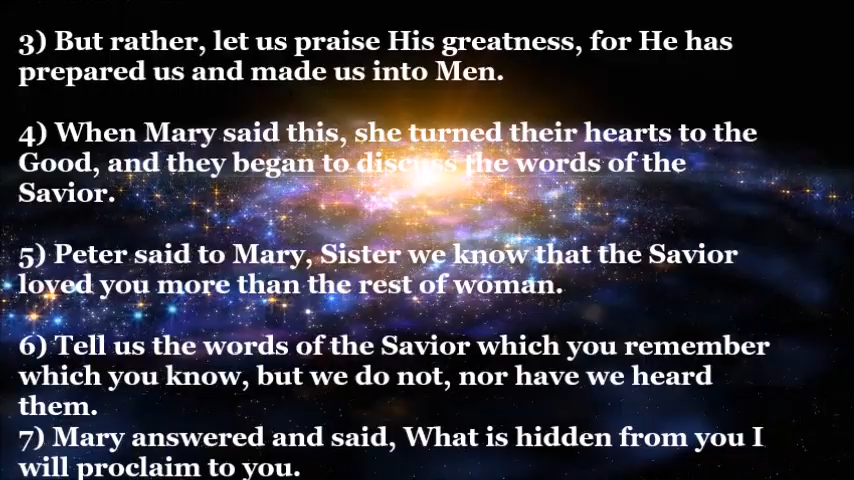 3) But rather, let us praise His greatness, for He has
prepared us and made us into Men.
4) When Mary said this, she turned their hearts to the
Good, and they began to discuss the words of the
Savior.
5) Peter said to Mary, Sister we know that the Savior
loved you more than the rest of woman.
6) Tell us the words of the Savior which you remember
which you know, but we do not, nor have we heard
them.
7) Mary answered and said, What is hidden from you I
will proclaim to you.